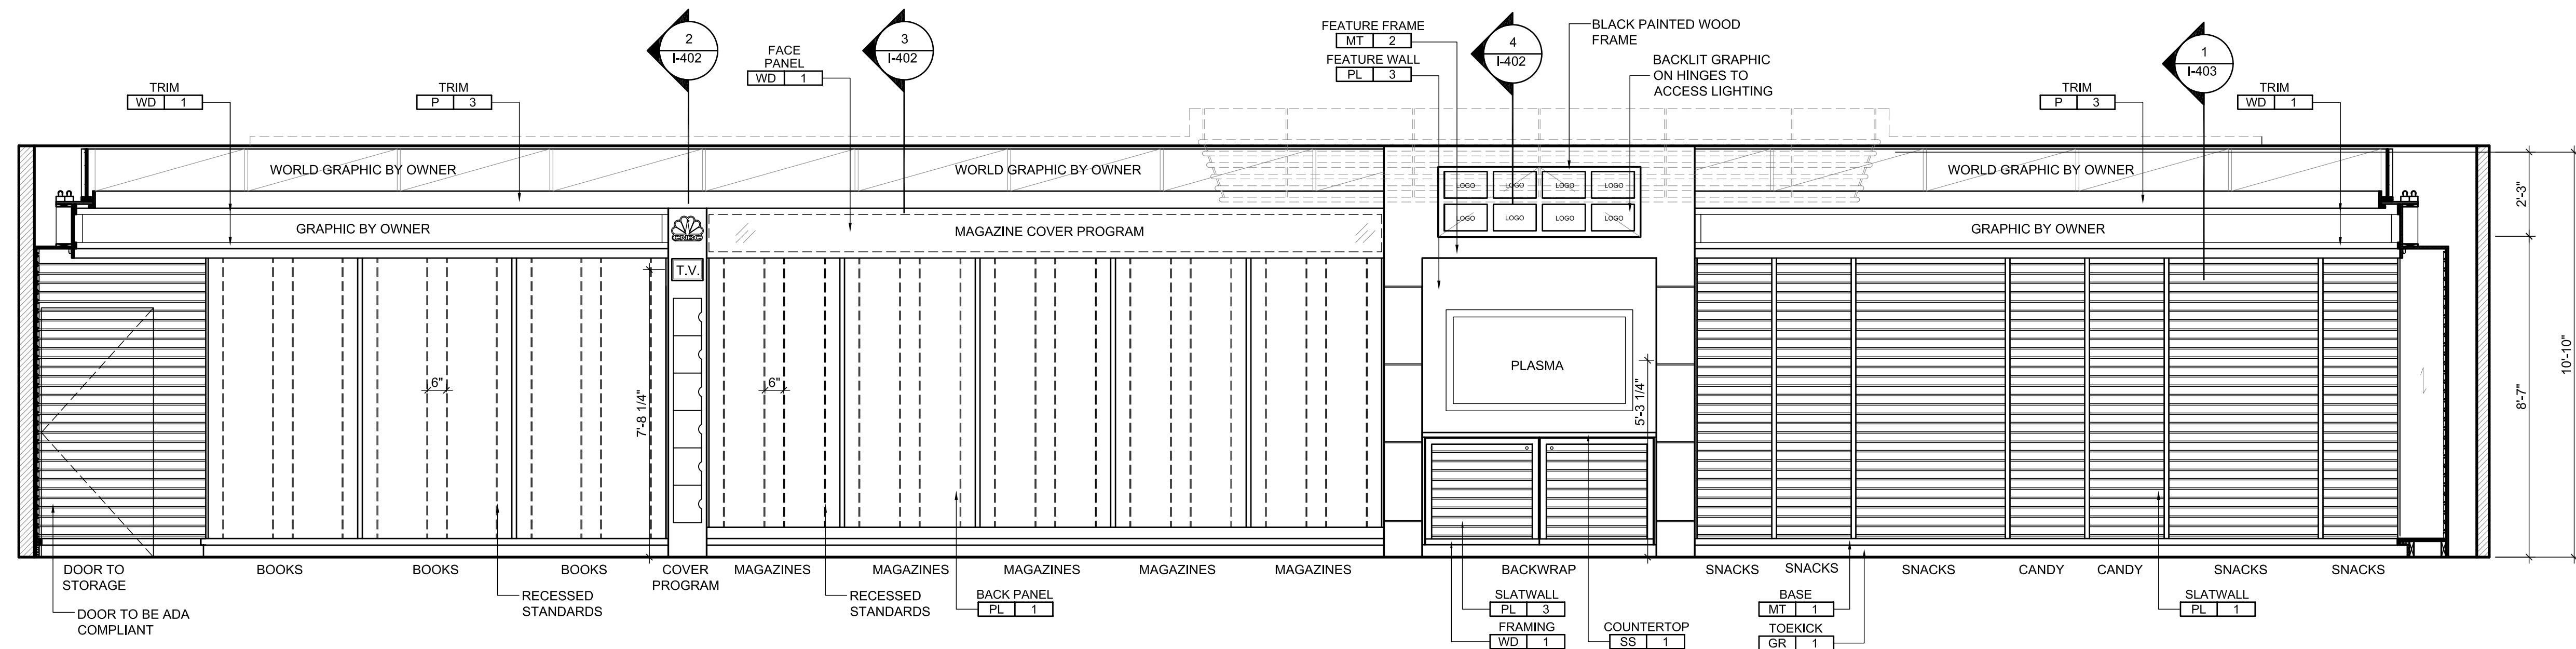 2
I-402
3
I-402
FEATURE FRAME
MT 2
FEATURE WALL
PL 3
4
I-402
BLACK PAINTED WOOD
FRAME
BACKLIT GRAPHIC
ON HINGES TO
ACCESS LIGHTING
1
I-403
FACE
PANEL
WD 1
TRIM
WD 1
TRIM
P 3
TRIM
P 3
TRIM
WD 1
WORLD GRAPHIC BY OWNER
WORLD GRAPHIC BY OWNER
WORLD GRAPHIC BY OWNER
LOGO LOGO LOGO LOGO
LOGO LOGO LOGO LOGO
GRAPHIC BY OWNER
CNBC
MAGAZINE COVER PROGRAM
GRAPHIC BY OWNER
2'-3"
T.V.
PLASMA
6"
6"
7'-8 1/4"
5'-3 1/4"
8'-7"
10'-10"
DOOR TO
STORAGE
BOOKS
BOOKS
BOOKS
COVER
PROGRAM
MAGAZINES
MAGAZINES
MAGAZINES
MAGAZINES
MAGAZINES
BACKWRAP
SNACKS
SNACKS
SNACKS
CANDY
CANDY
SNACKS
SNACKS
DOOR TO BE ADA
COMPLIANT
RECESSED
STANDARDS
RECESSED
STANDARDS
BACK PANEL
PL 1
SLATWALL
PL 3
FRAMING
WD 1
COUNTERTOP
SS 1
BASE
MT 1
TOEKICK
GR 1
SLATWALL
PL 1